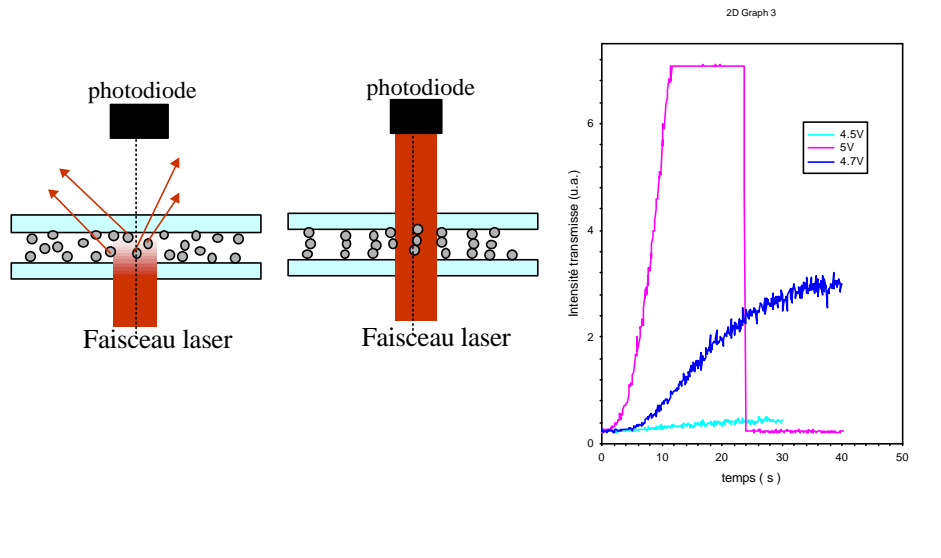 photodiode
Faisceau laser
photodiode
Faisceau laser
2D Graph 3
Intensité transmisse (u.a.)
6
4
2
0
0 10 20 30 40 50
temps ( s )
4.5V
5V
4.7V